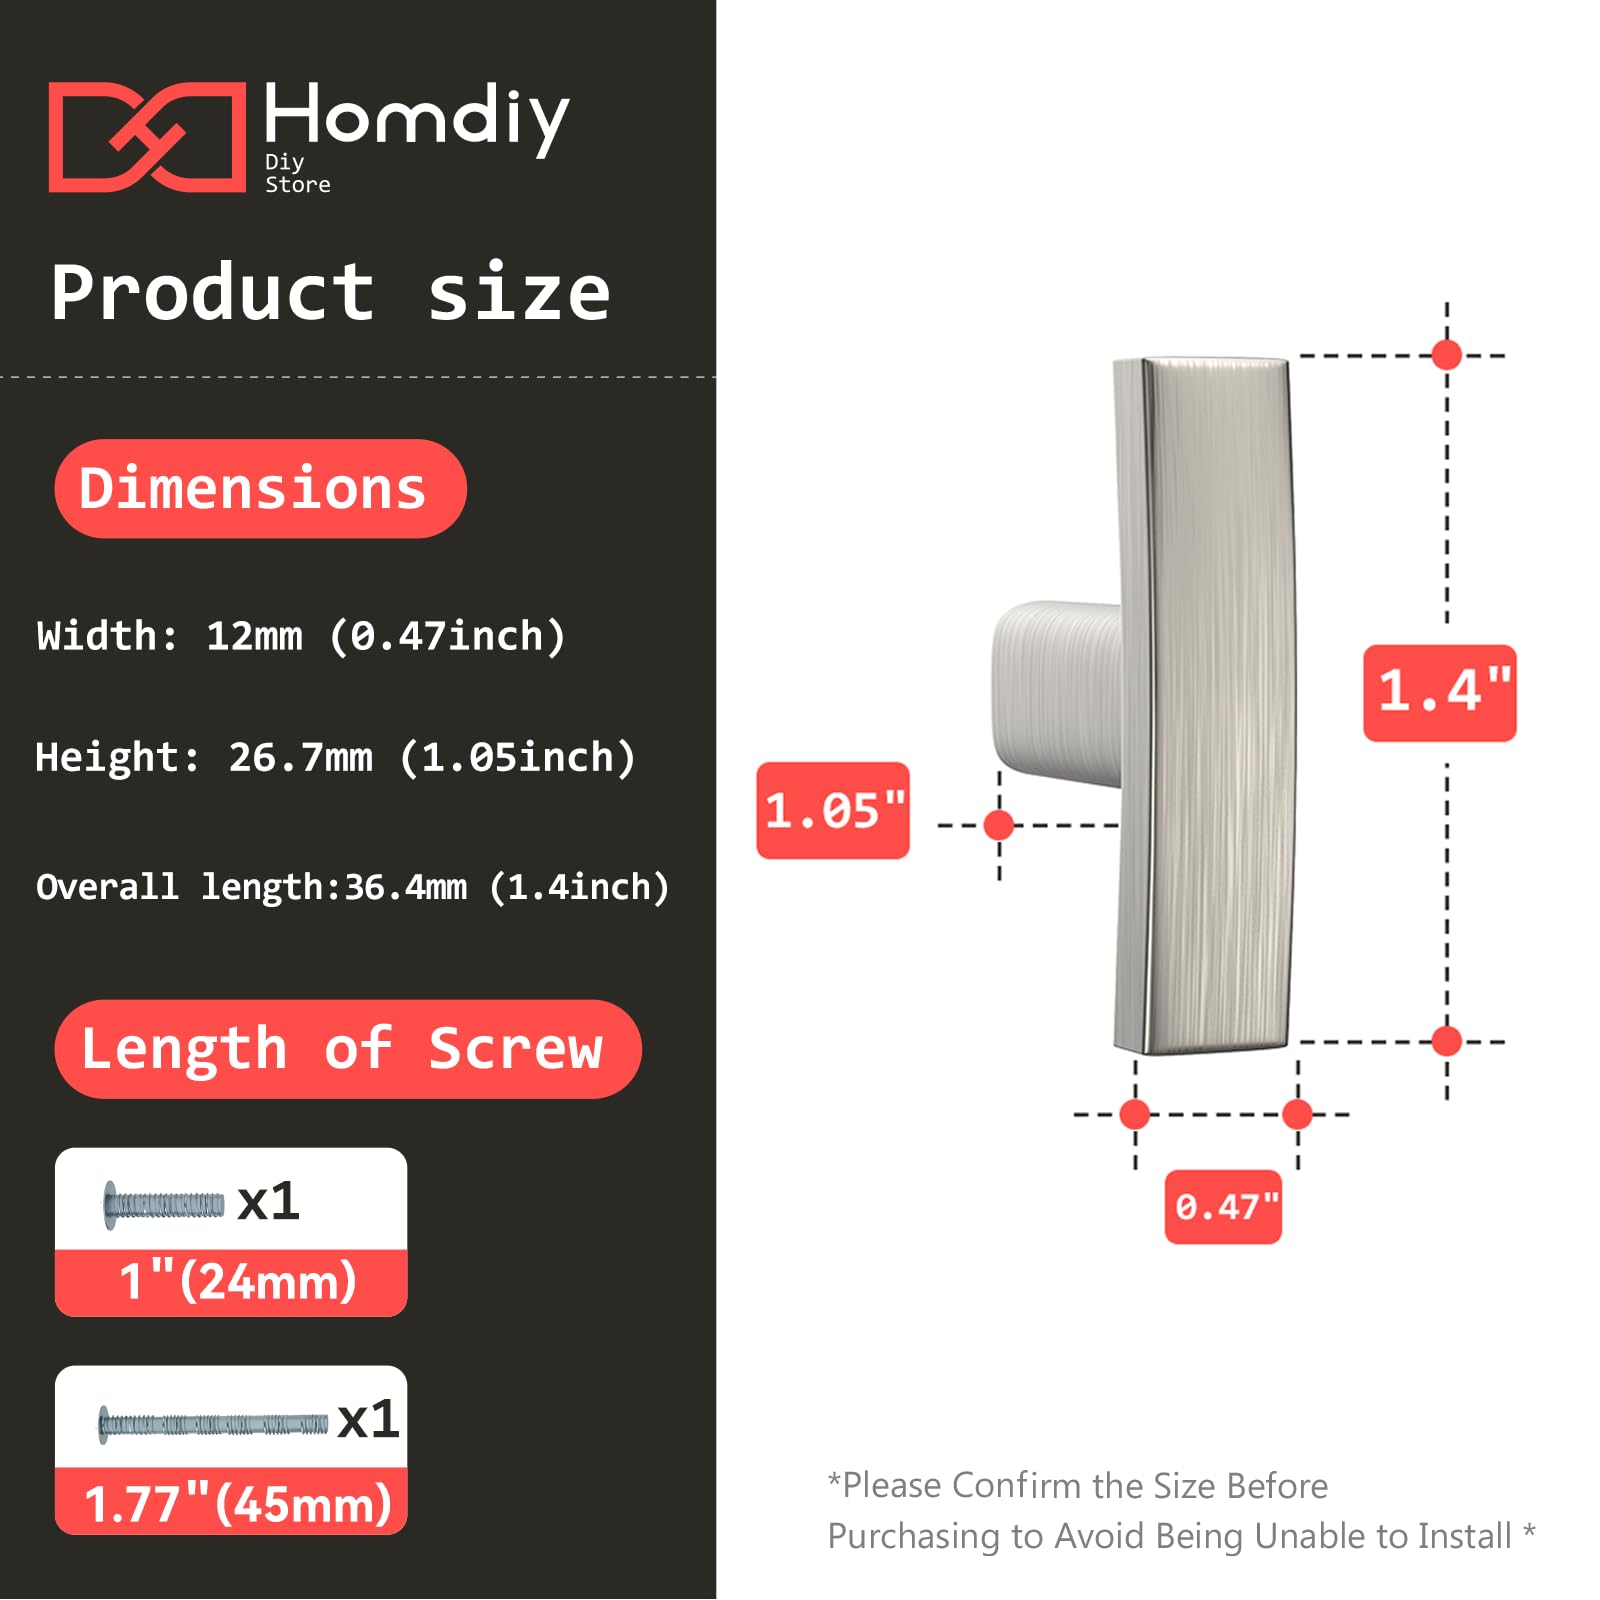 Homdiy
Diy
Store
Product size
Dimensions
Width: 12mm (0.47inch)
Height: 26.7mm (1.05inch)
Overall length:36.4mm (1.4inch)
Length of Screw
x1
1"(24mm)
x1
1.77"(45mm)
1.4"
1.05"
0.47"
*Please Confirm the Size Before
Purchasing to Avoid Being Unable to Install *